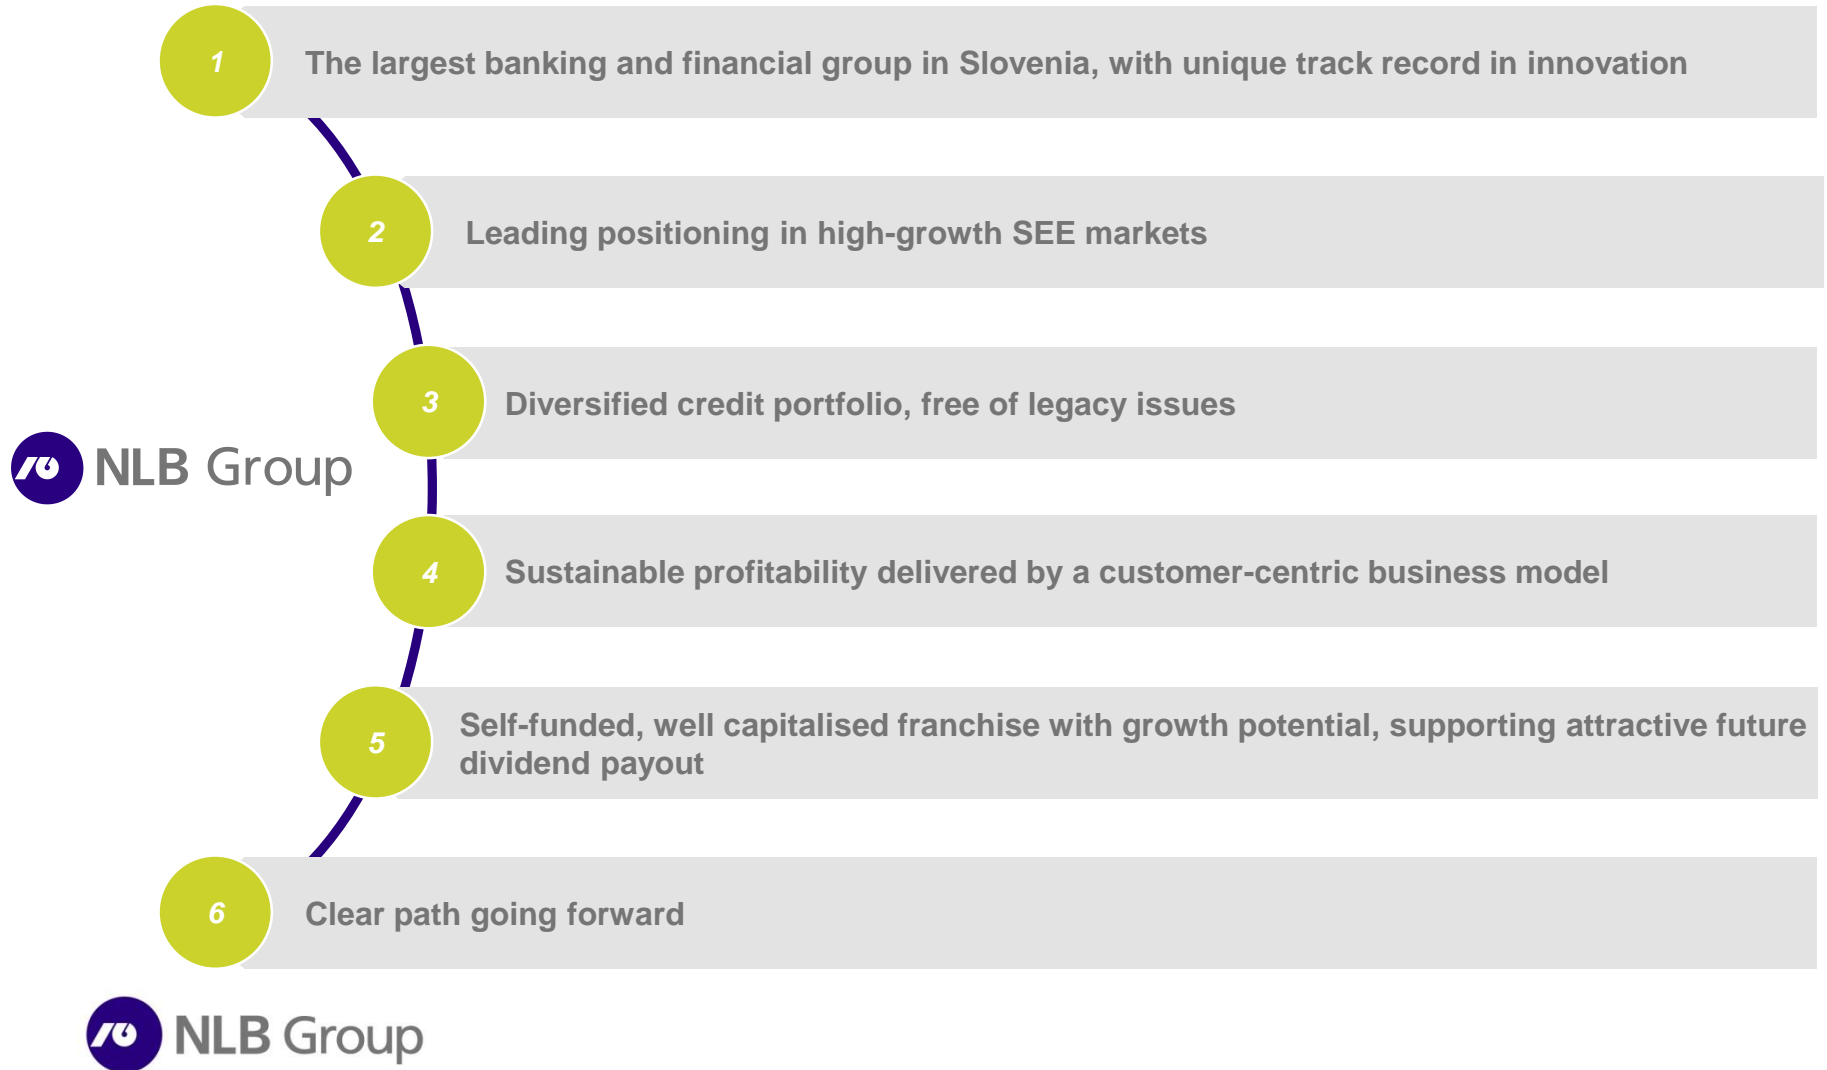 1
The largest banking and financial group in Slovenia, with unique track record in innovation
2
Leading positioning in high-growth SEE markets
3
Diversified credit portfolio, free of legacy issues
NLB Group
4
Sustainable profitability delivered by a customer-centric business model
5
Self-funded, well capitalised franchise with growth potential, supporting attractive future
dividend payout
6
Clear path going forward
NLB Group